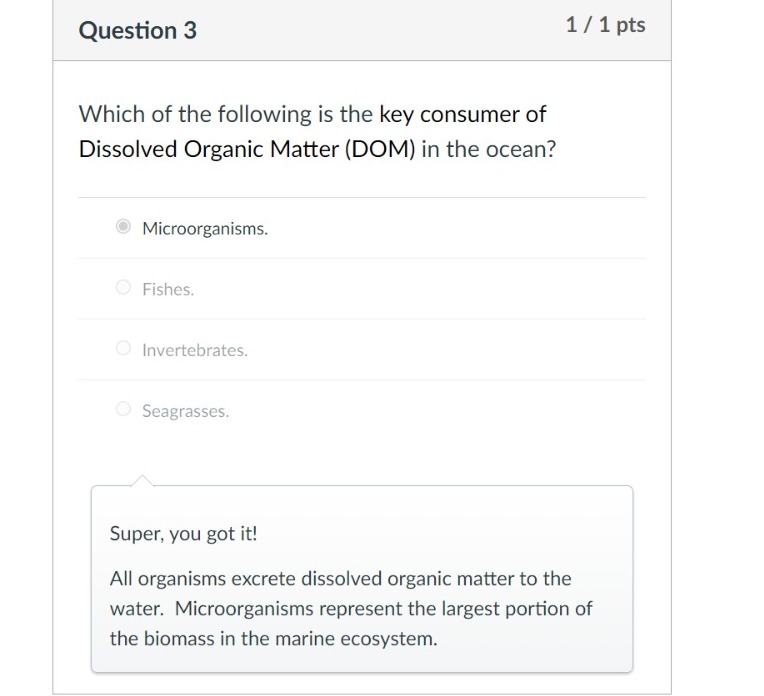 Question 3
1 / 1 pts
Which of the following is the key consumer of
Dissolved Organic Matter (DOM) in the ocean?
Microorganisms.
Fishes.
Invertebrates.
Seagrasses.
Super, you got it!
All organisms excrete dissolved organic matter to the
water.  Microorganisms represent the largest portion of
the biomass in the marine ecosystem.